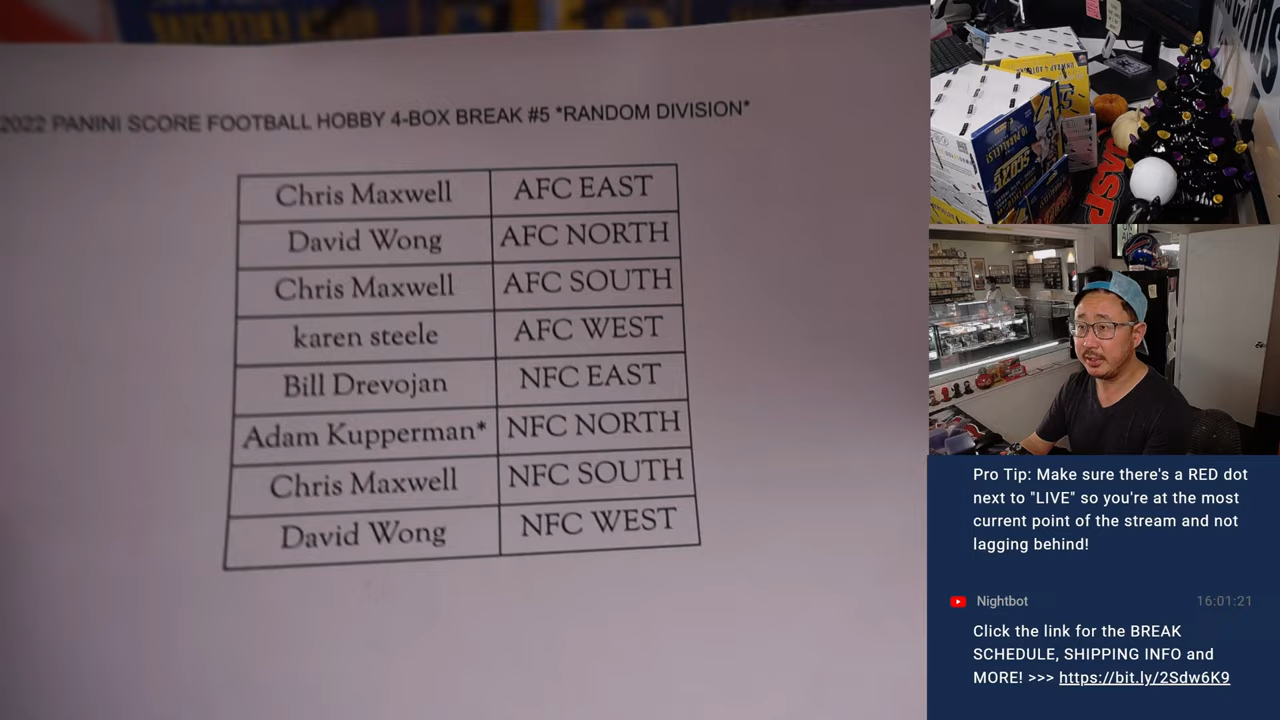 2022 PANINI SCORE FOOTBALL HOBBY 4-BOX BREAK #5 *RANDOM DIVISION*
Chris Maxwell AFC EAST
David Wong AFC NORTH
Chris Maxwell AFC SOUTH
karen steele AFC WEST
Bill Drevojan NFC EAST
Adam Kupperman* NFC NORTH
Chris Maxwell NFC SOUTH
David Wong NFC WEST
SCORE
10 PARALLELS!
Pro Tip: Make sure there's a RED dot
next to "LIVE" so you're at the most
current point of the stream and not
lagging behind!
Nightbot 16:01:21
Click the link for the BREAK
SCHEDULE, SHIPPING INFO and
MORE! >>> https://bit.ly/2Sdw6K9